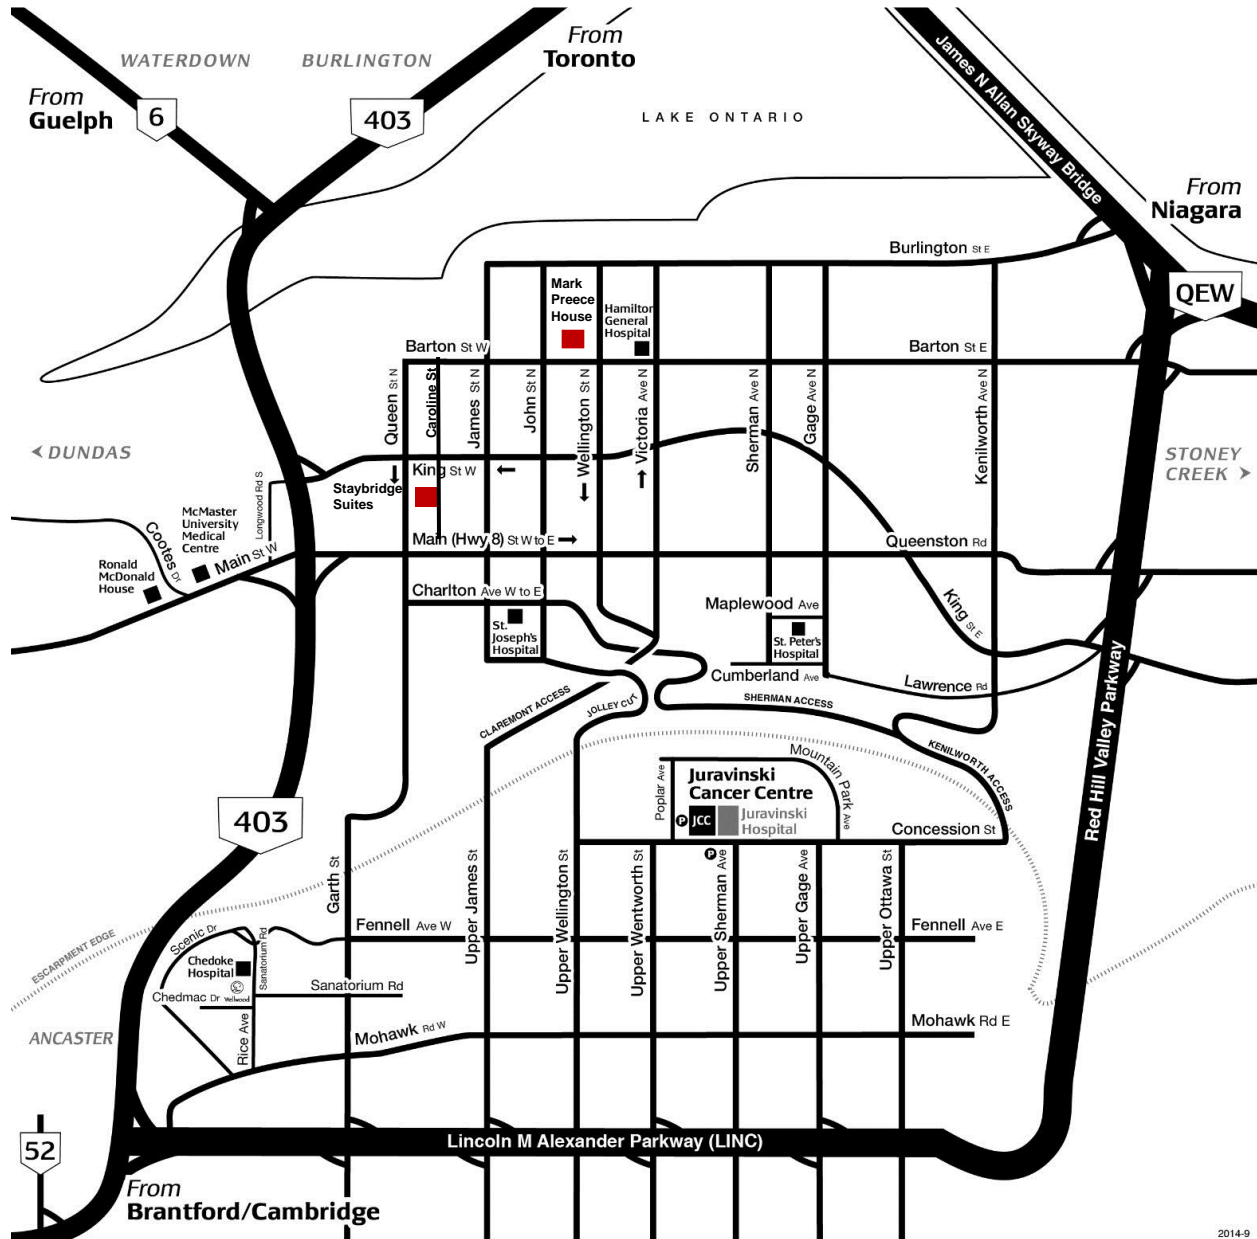 From
Toronto
WATERDOWN
BURLINGTON
From
Guelph
6
403
LAKE ONTARIO
James N Allan Skyway Bridge
From
Niagara
QEW
Burlington St E
Mark
Preece
House
Hamilton
General
Hospital
Barton St W
Barton St E
Queen St N
Caroline St
James St N
John St N
Wellington St N
Victoria Ave N
Sherman Ave N
Gage Ave N
Kenilworth Ave N
DUNDAS
STONEY
CREEK
King St W
Staybridge
Suites
Longwood Rd S
McMaster
University
Medical
Centre
Cootes Dr
Main St W
Main (Hwy 8) St W to E
Queenston Rd
Ronald
McDonald
House
Charlton Ave W to E
Maplewood Ave
King St E
St.
Joseph's
Hospital
St. Peter's
Hospital
Cumberland Ave
Lawrence Rd
CLAREMONT ACCESS
JOLLEY CUT
SHERMAN ACCESS
KENILWORTH ACCESS
Red Hill Valley Parkway
Mountain Park Ave
Poplar Ave
Juravinski
Cancer Centre
P
JCC
Juravinski
Hospital
403
Concession St
P
Garth St
Upper James St
Upper Wellington St
Upper Wentworth St
Upper Sherman Ave
Upper Gage Ave
Upper Ottawa St
Fennell Ave W
Fennell Ave E
ESCARPMENT EDGE
Scenic Dr
Sanatorium Rd
Chedoke
Hospital
Chedmac Dr
Wellwood
Sanatorium Rd
Rice Ave
ANCASTER
Mohawk Rd W
Mohawk Rd E
52
Lincoln M Alexander Parkway (LINC)
From
Brantford/Cambridge
2014-9